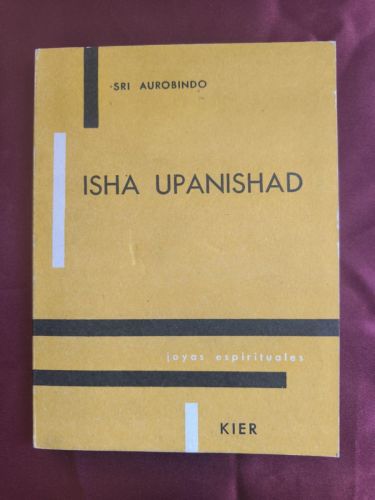 SRI AUROBINDO
ISHA UPANISHAD
joyas espirituales
KIER